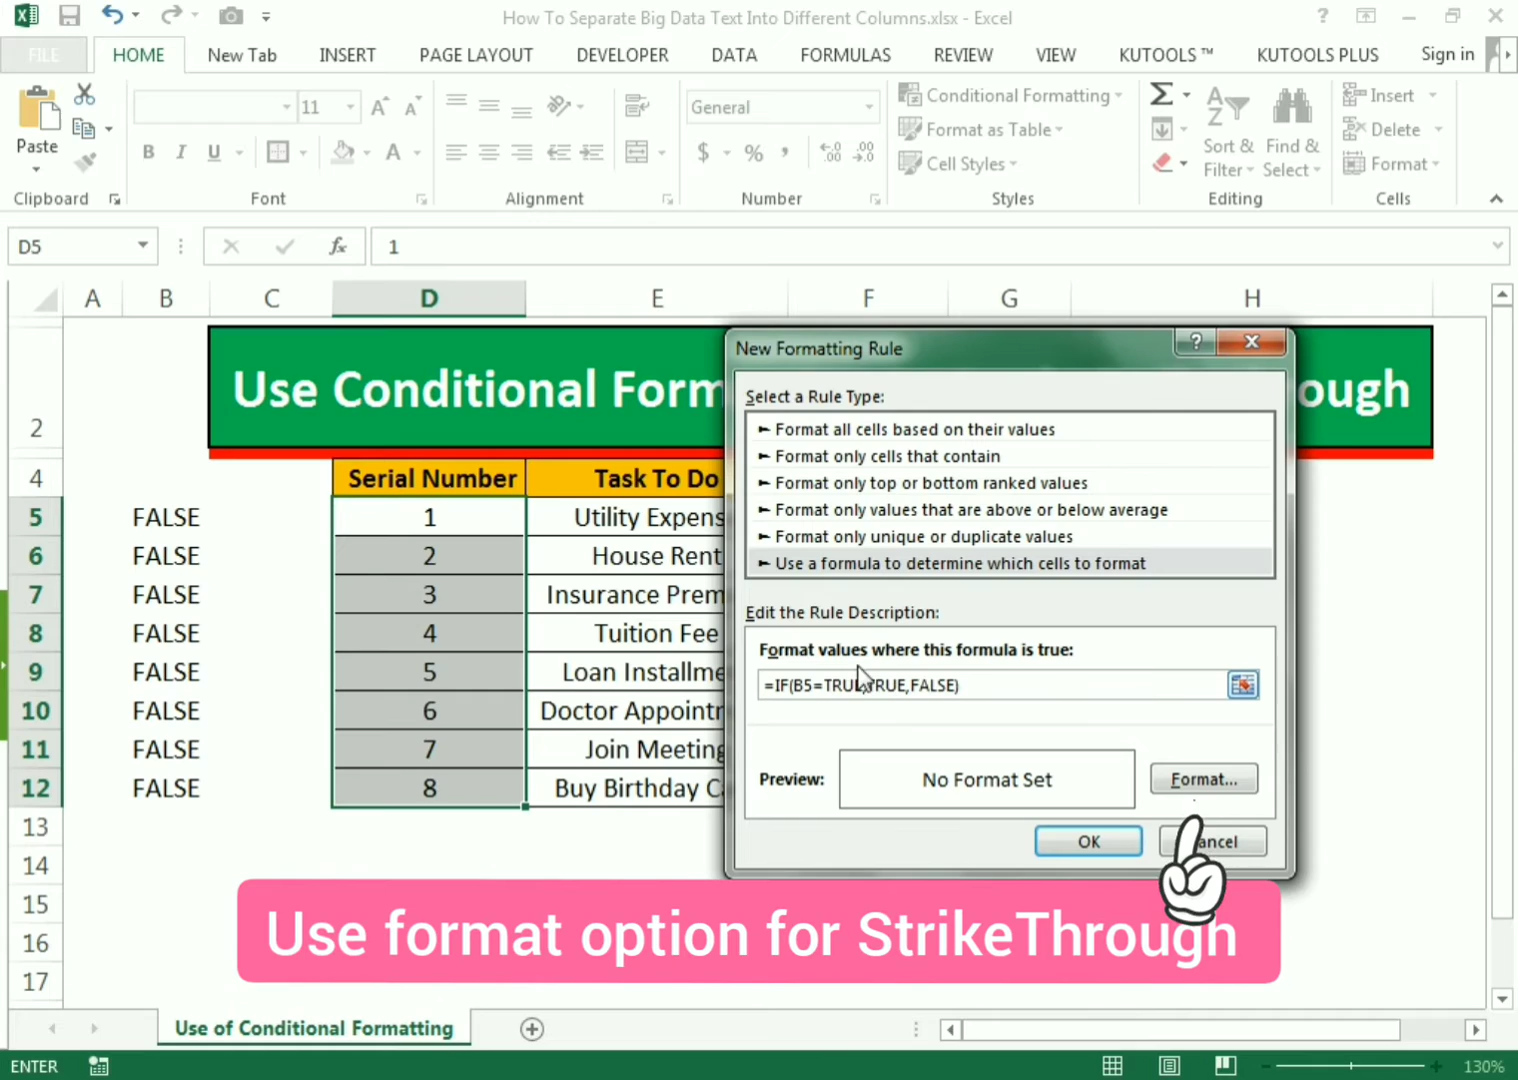 How To Separate Big Data Text Into Different Columns.xlsx - Excel
FILE HOME New Tab INSERT PAGE LAYOUT DEVELOPER DATA FORMULAS REVIEW VIEW KUTOOLS ™ KUTOOLS PLUS Sign in
11 General Conditional Formatting Insert
Paste Format as Table Sort & Find & Delete
Cell Styles Filter Select Format
Clipboard Font Alignment Number Styles Editing Cells
D5 fx 1
A B C D E F G H
2 Use Conditional Form ough
4 Serial Number Task To Do
5 FALSE 1 Utility Expens
6 FALSE 2 House Rent
7 FALSE 3 Insurance Prem
8 FALSE 4 Tuition Fee
9 FALSE 5 Loan Installme
10 FALSE 6 Doctor Appoint
11 FALSE 7 Join Meeting
12 FALSE 8 Buy Birthday C
13
14
15
16
17
New Formatting Rule
Select a Rule Type:
► Format all cells based on their values
► Format only cells that contain
► Format only top or bottom ranked values
► Format only values that are above or below average
► Format only unique or duplicate values
► Use a formula to determine which cells to format
Edit the Rule Description:
Format values where this formula is true:
=IF(B5=TRUE,TRUE,FALSE)
Preview: No Format Set Format...
OK Cancel
Use format option for StrikeThrough
Use of Conditional Formatting
ENTER 130%